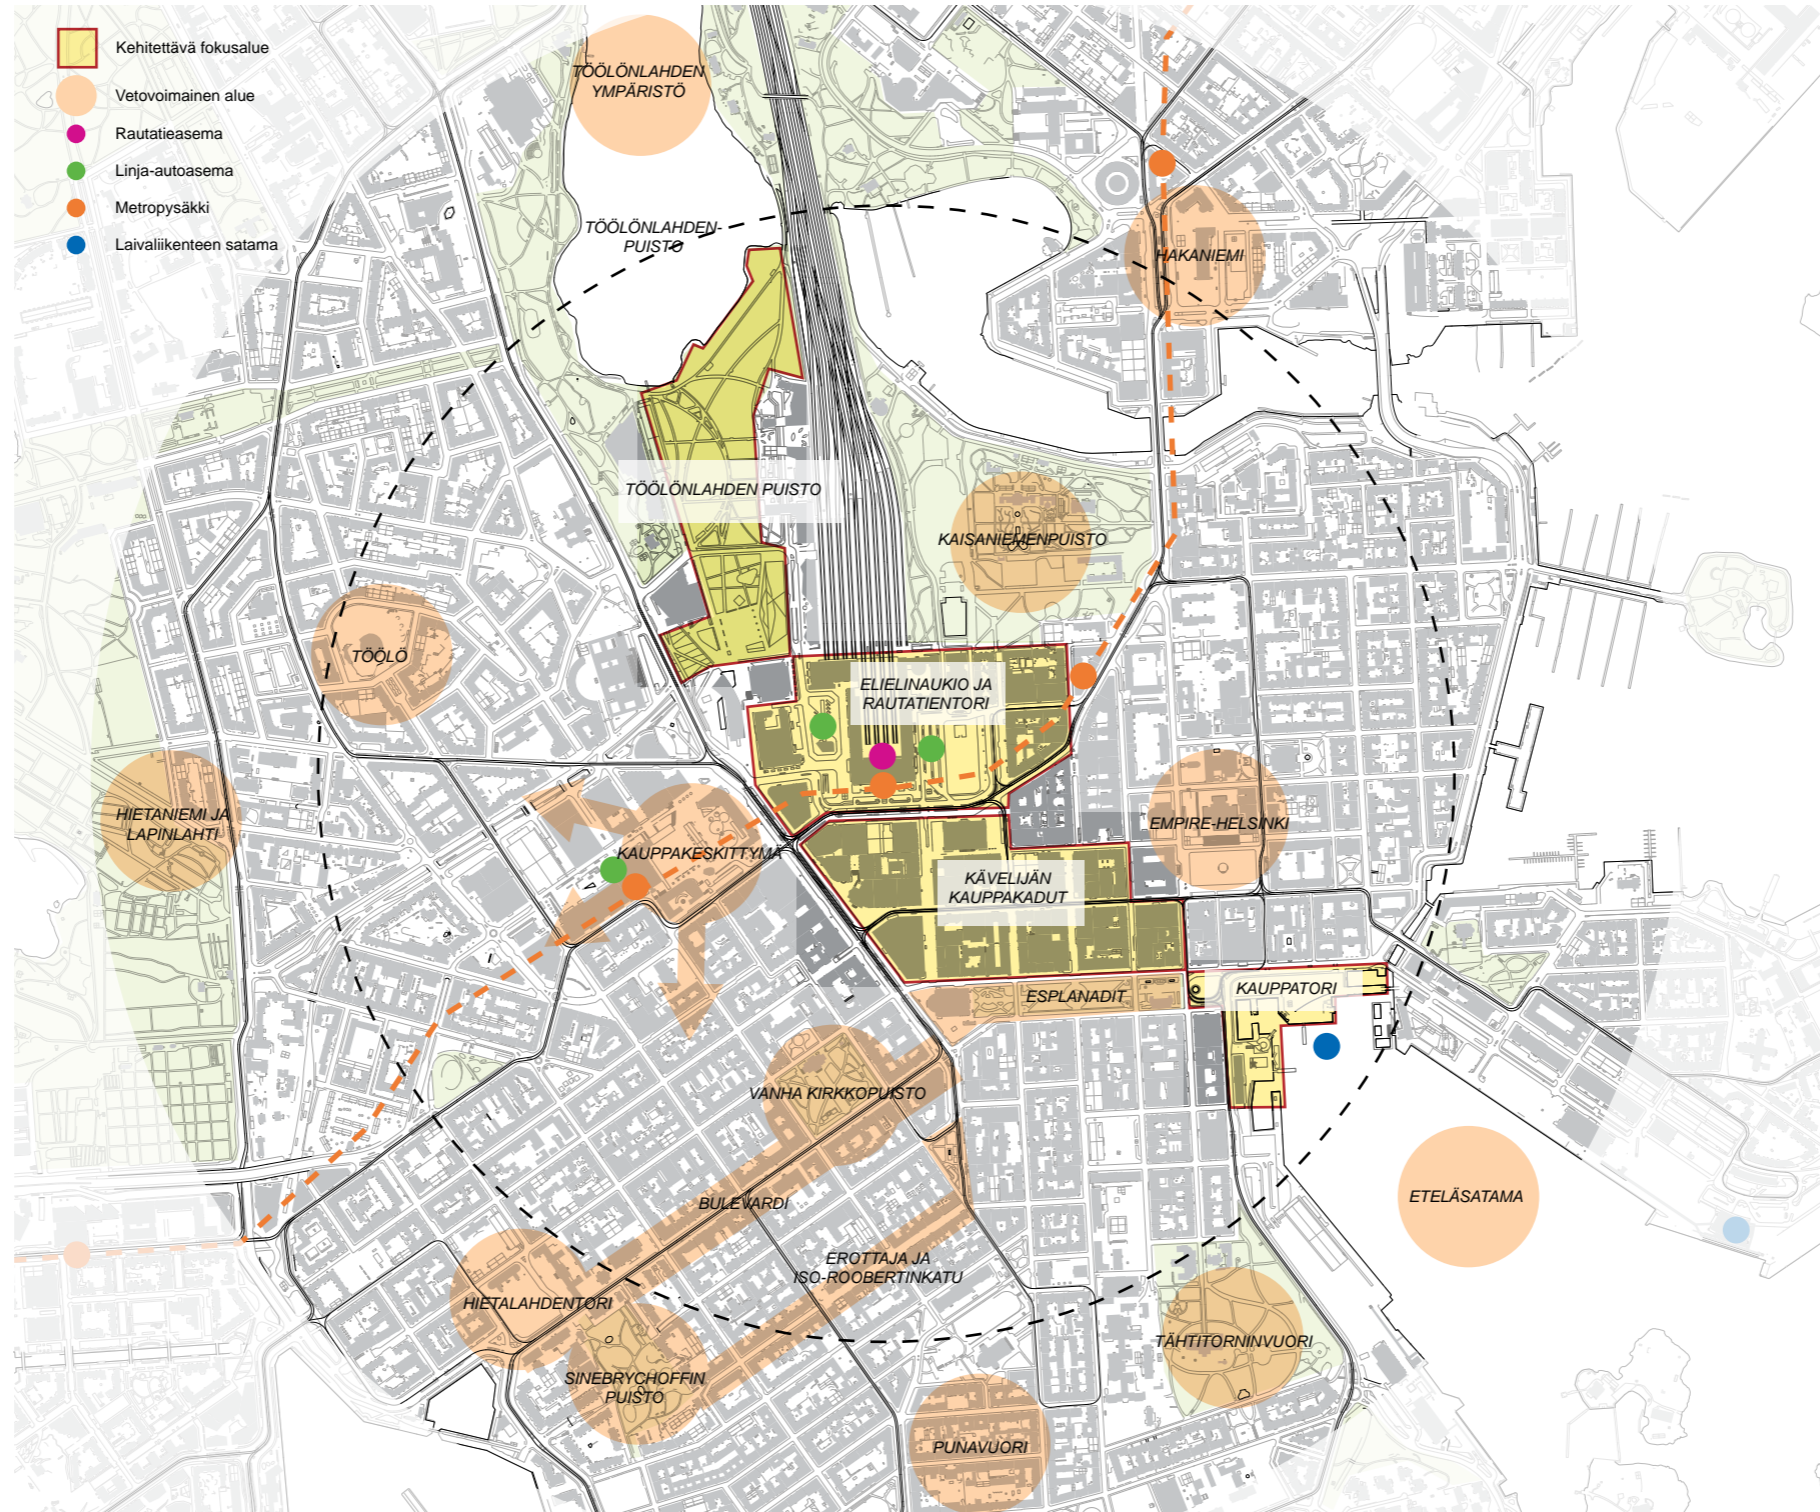 Kehitettävä fokusalue
Vetovoimainen alue
Rautatieasema
Linja-autoasema
Metropysäkki
Laivaliikenteen satama
TÖÖLÖNLAHDEN
YMPÄRISTÖ
TÖÖLÖNLAHDEN-
PUISTO
HAKANIEMI
TÖÖLÖNLAHDEN PUISTO
KAISANIEMENPUISTO
TÖÖLÖ
ELIELINAUKIO JA
RAUTATIENTORI
HIETANIEMI JA
LAPINLAHTI
EMPIRE-HELSINKI
KAUPPAKESKITTYMÄ
KÄVELIJÄN
KAUPPAKADUT
ESPLANADIT
KAUPPATORI
VANHA KIRKKOPUISTO
BULEVARDI
ETELÄSATAMA
EROTTAJA JA
ISO-ROOBERTINKATU
HIETALAHDENTORI
TÄHTITORNINVUORI
SINEBRYCHOFFIN
PUISTO
PUNAVUORI